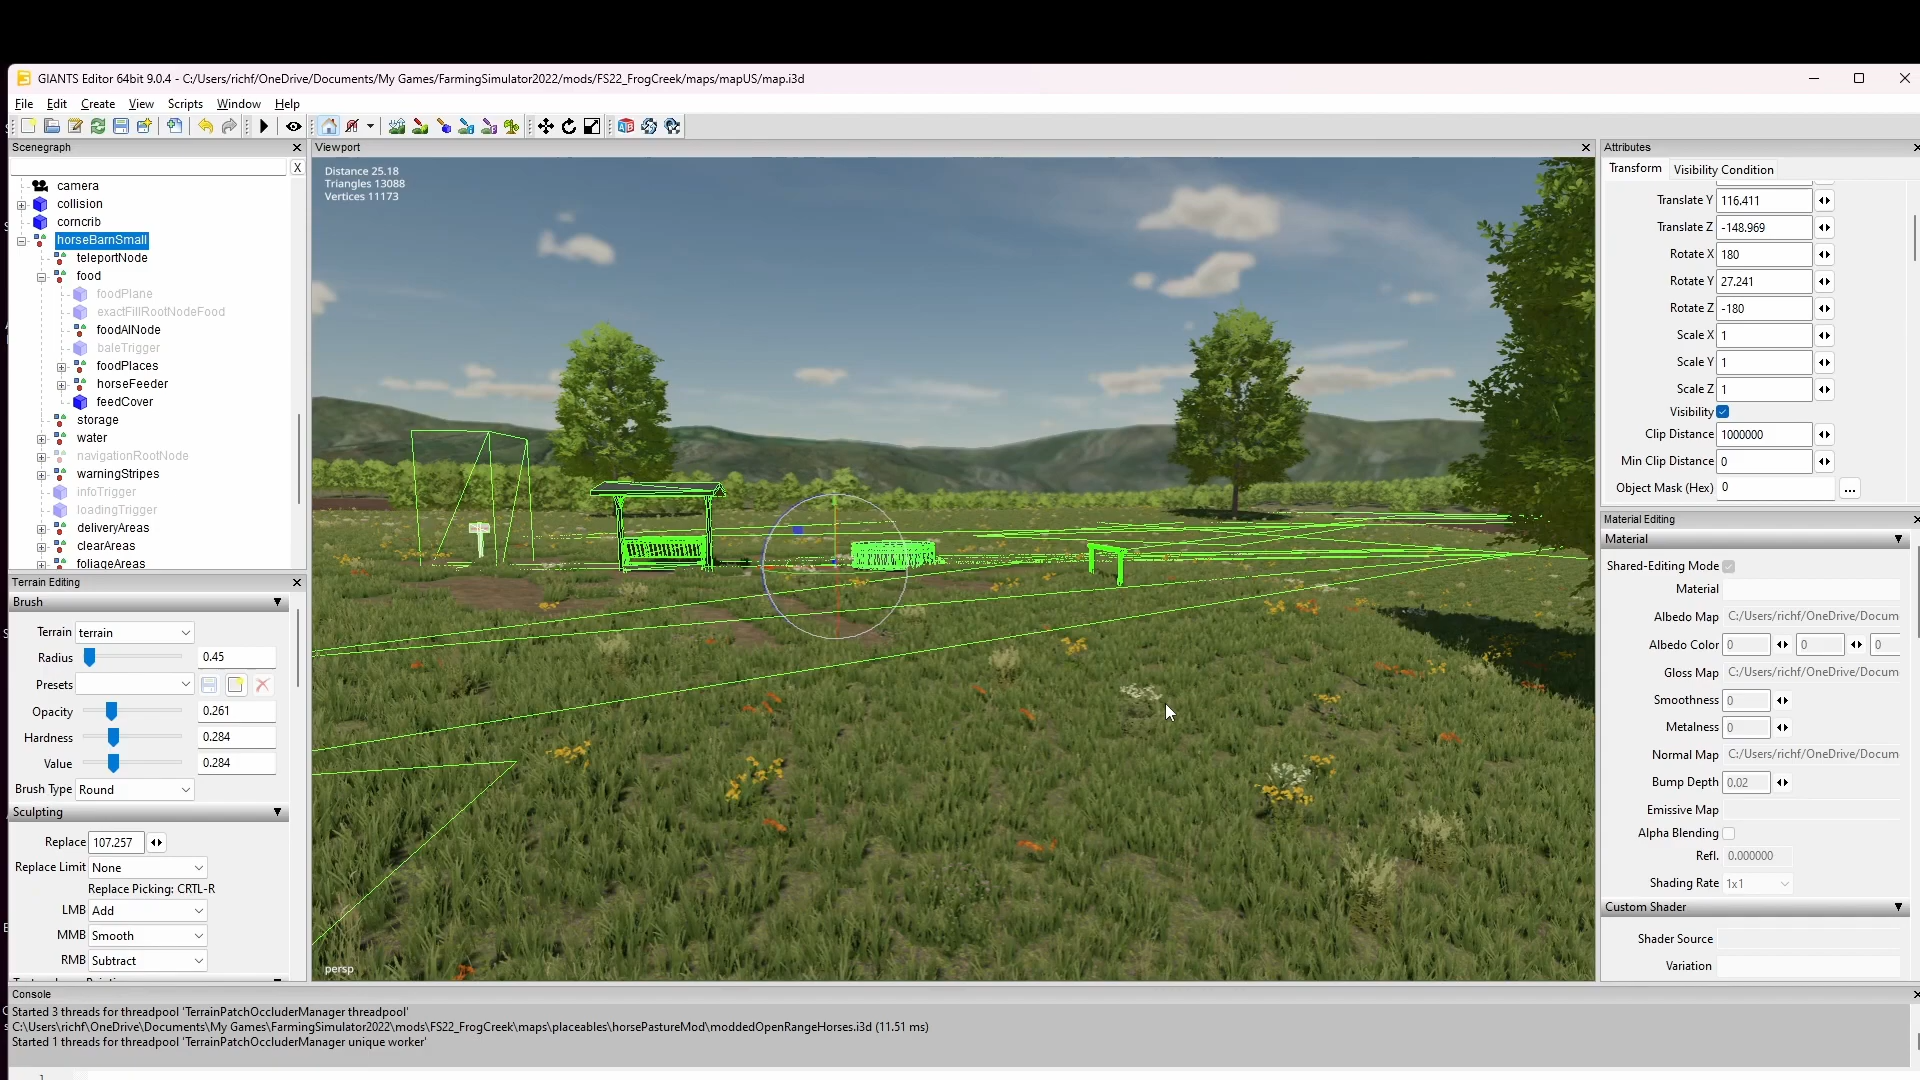 GIANTS Editor 64bit 9.0.4 - C:/Users/richf/OneDrive/Documents/My Games/FarmingSimulator2022/mods/FS22_FrogCreek/maps/mapUS/map.i3d
File Edit Create View Scripts Window Help
Scenegraph
X
camera
collision
corncrib
horseBarnSmall
teleportNode
food
foodPlane
exactFillRootNodeFood
foodAINode
baleTrigger
foodPlaces
horseFeeder
feedCover
storage
water
navigationRootNode
warningStripes
infoTrigger
loadingTrigger
deliveryAreas
clearAreas
foliageAreas
Terrain Editing
Brush
Terrain terrain
Radius 0.45
Presets
Opacity 0.261
Hardness 0.284
Value 0.284
Brush Type Round
Sculpting
Replace 107.257
Replace Limit None
Replace Picking: CRTL-R
LMB Add
MMB Smooth
RMB Subtract
Viewport
Distance 25.18
Triangles 13088
Vertices 11173
persp
Attributes
Transform Visibility Condition
Translate Y 116.411
Translate Z -148.969
Rotate X 180
Rotate Y 27.241
Rotate Z -180
Scale X 1
Scale Y 1
Scale Z 1
Visibility
Clip Distance 1000000
Min Clip Distance 0
Object Mask (Hex) 0 ...
Material Editing
Material
Shared-Editing Mode
Material
Albedo Map C:/Users/richf/OneDrive/Docum
Albedo Color 0 0 0
Gloss Map C:/Users/richf/OneDrive/Docum
Smoothness 0
Metalness 0
Normal Map C:/Users/richf/OneDrive/Docum
Bump Depth 0.02
Emissive Map
Alpha Blending
Refl. 0.000000
Shading Rate 1x1
Custom Shader
Shader Source
Variation
Console
Started 3 threads for threadpool 'TerrainPatchOccluderManager threadpool'
C:\Users\richf\OneDrive\Documents\My Games\FarmingSimulator2022\mods\FS22_FrogCreek\maps\placeables\horsePastureMod\moddedOpenRangeHorses.i3d (11.51 ms)
Started 1 threads for threadpool 'TerrainPatchOccluderManager unique worker'
1